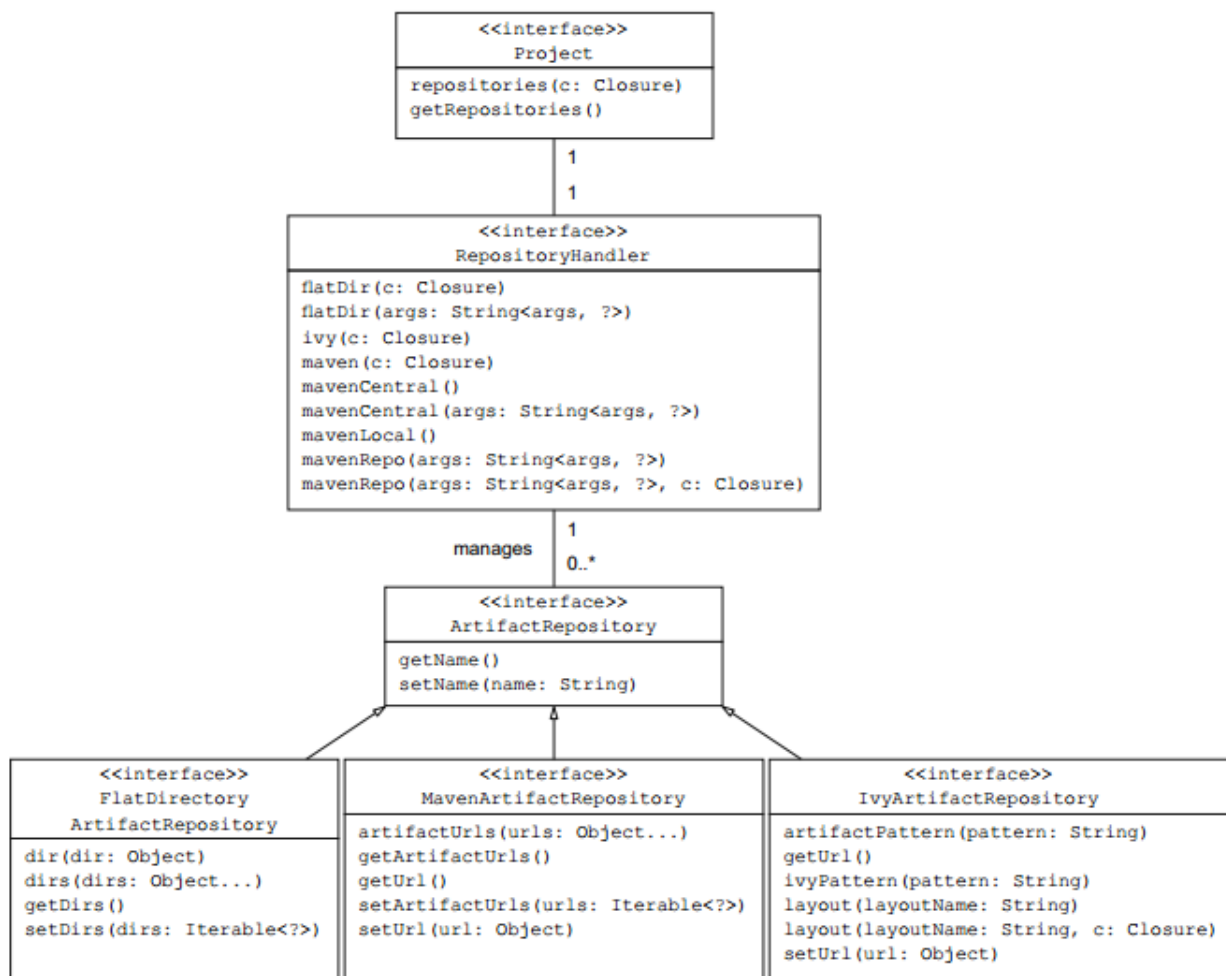 <<interface>>
Project
repositories(c: Closure)
getRepositories()
1
1
<<interface>>
RepositoryHandler
flatDir(c: Closure)
flatDir(args: String<args, ?>)
ivy(c: Closure)
maven(c: Closure)
mavenCentral()
mavenCentral(args: String<args, ?>)
mavenLocal()
mavenRepo(args: String<args, ?>)
mavenRepo(args: String<args, ?>, c: Closure)
manages
1
0..*
<<interface>>
ArtifactRepository
getName()
setName(name: String)
<<interface>>
FlatDirectory
ArtifactRepository
dir(dir: Object)
dirs(dirs: Object...)
getDirs()
setDirs(dirs: Iterable<?>)
<<interface>>
MavenArtifactRepository
artifactUrls(urls: Object...)
getArtifactUrls()
getUrl()
setArtifactUrls(urls: Iterable<?>)
setUrl(url: Object)
<<interface>>
IvyArtifactRepository
artifactPattern(pattern: String)
getUrl()
ivyPattern(pattern: String)
layout(layoutName: String)
layout(layoutName: String, c: Closure)
setUrl(url: Object)